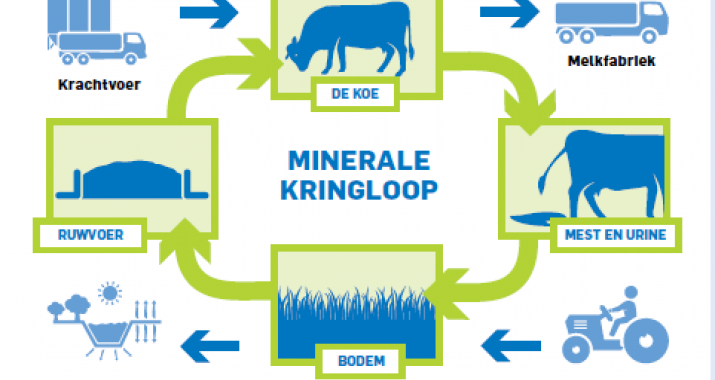 Krachtvoer
DE KOE
Melkfabriek
MINERALE
KRINGLOOP
RUWVOER
MEST EN URINE
BODEM